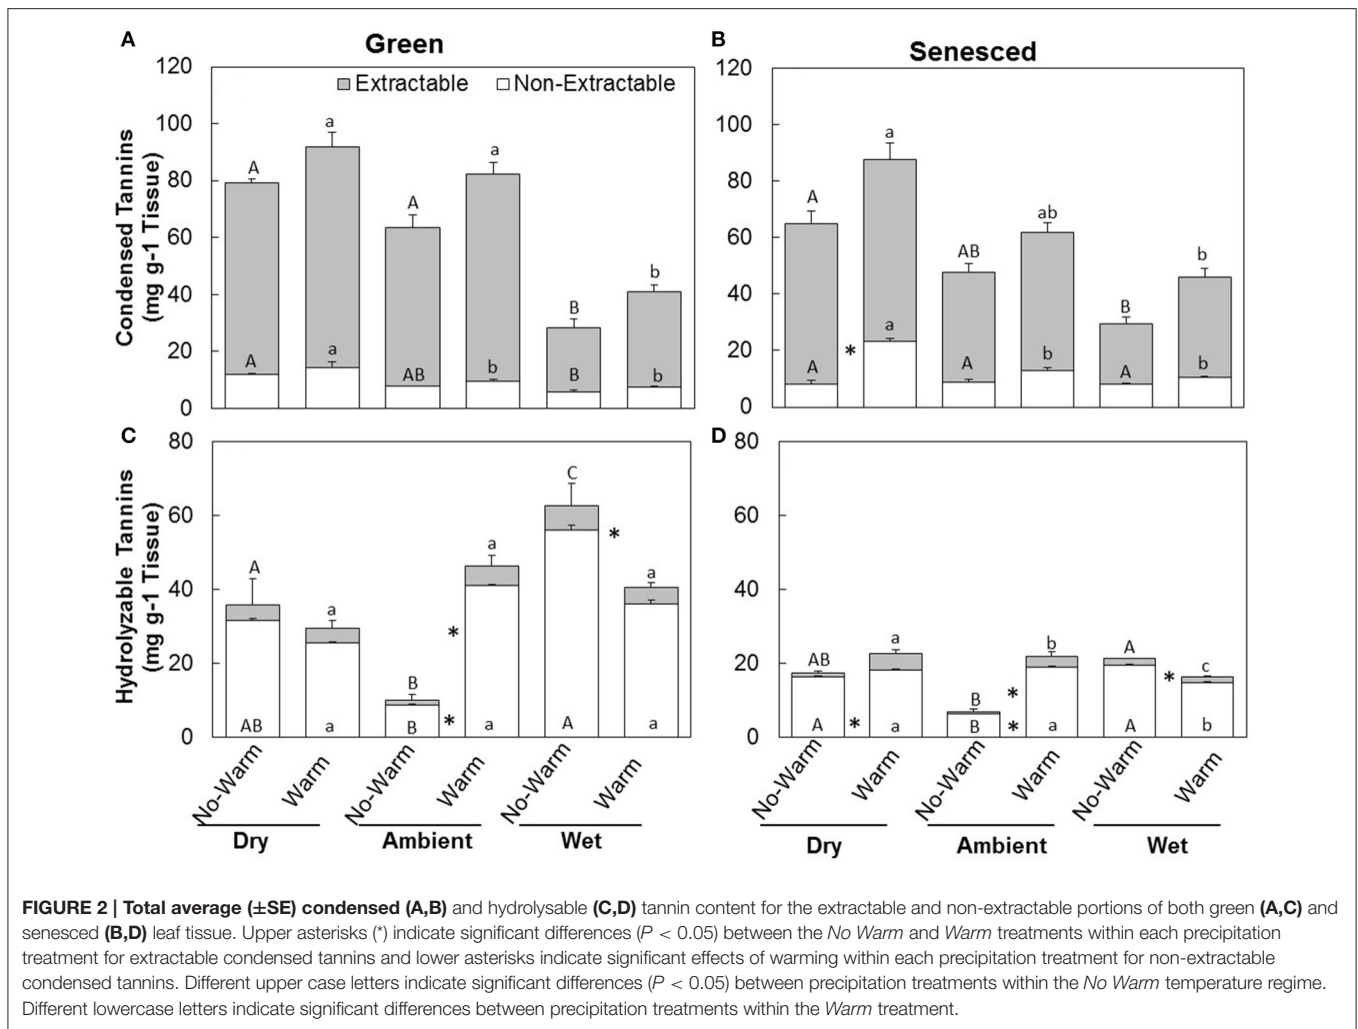 A
Green
B
Senesced
Extractable
Non-Extractable
Condensed Tannins
(mg g-1 Tissue)
120
100
80
60
40
20
0
A
a
A
a
B
b
A
a
AB
b
B
b
120
100
80
60
40
20
0
A
a
AB
ab
B
b
A
*
a
A
b
A
b
C
D
Hydrolyzable Tannins
(mg g-1 Tissue)
80
60
40
20
0
A
a
B
*
a
C
*
a
AB
a
B
*
a
A
a
80
60
40
20
0
AB
a
B
*
b
A
*
c
A
*
a
B
*
a
A
b
No-Warm
Warm
No-Warm
Warm
No-Warm
Warm
Dry
Ambient
Wet
No-Warm
Warm
No-Warm
Warm
No-Warm
Warm
Dry
Ambient
Wet
FIGURE 2 | Total average (±SE) condensed (A,B) and hydrolysable (C,D) tannin content for the extractable and non-extractable portions of both green (A,C) and
senesced (B,D) leaf tissue. Upper asterisks (*) indicate significant differences (P < 0.05) between the No Warm and Warm treatments within each precipitation
treatment for extractable condensed tannins and lower asterisks indicate significant effects of warming within each precipitation treatment for non-extractable
condensed tannins. Different upper case letters indicate significant differences (P < 0.05) between precipitation treatments within the No Warm temperature regime.
Different lowercase letters indicate significant differences between precipitation treatments within the Warm treatment.